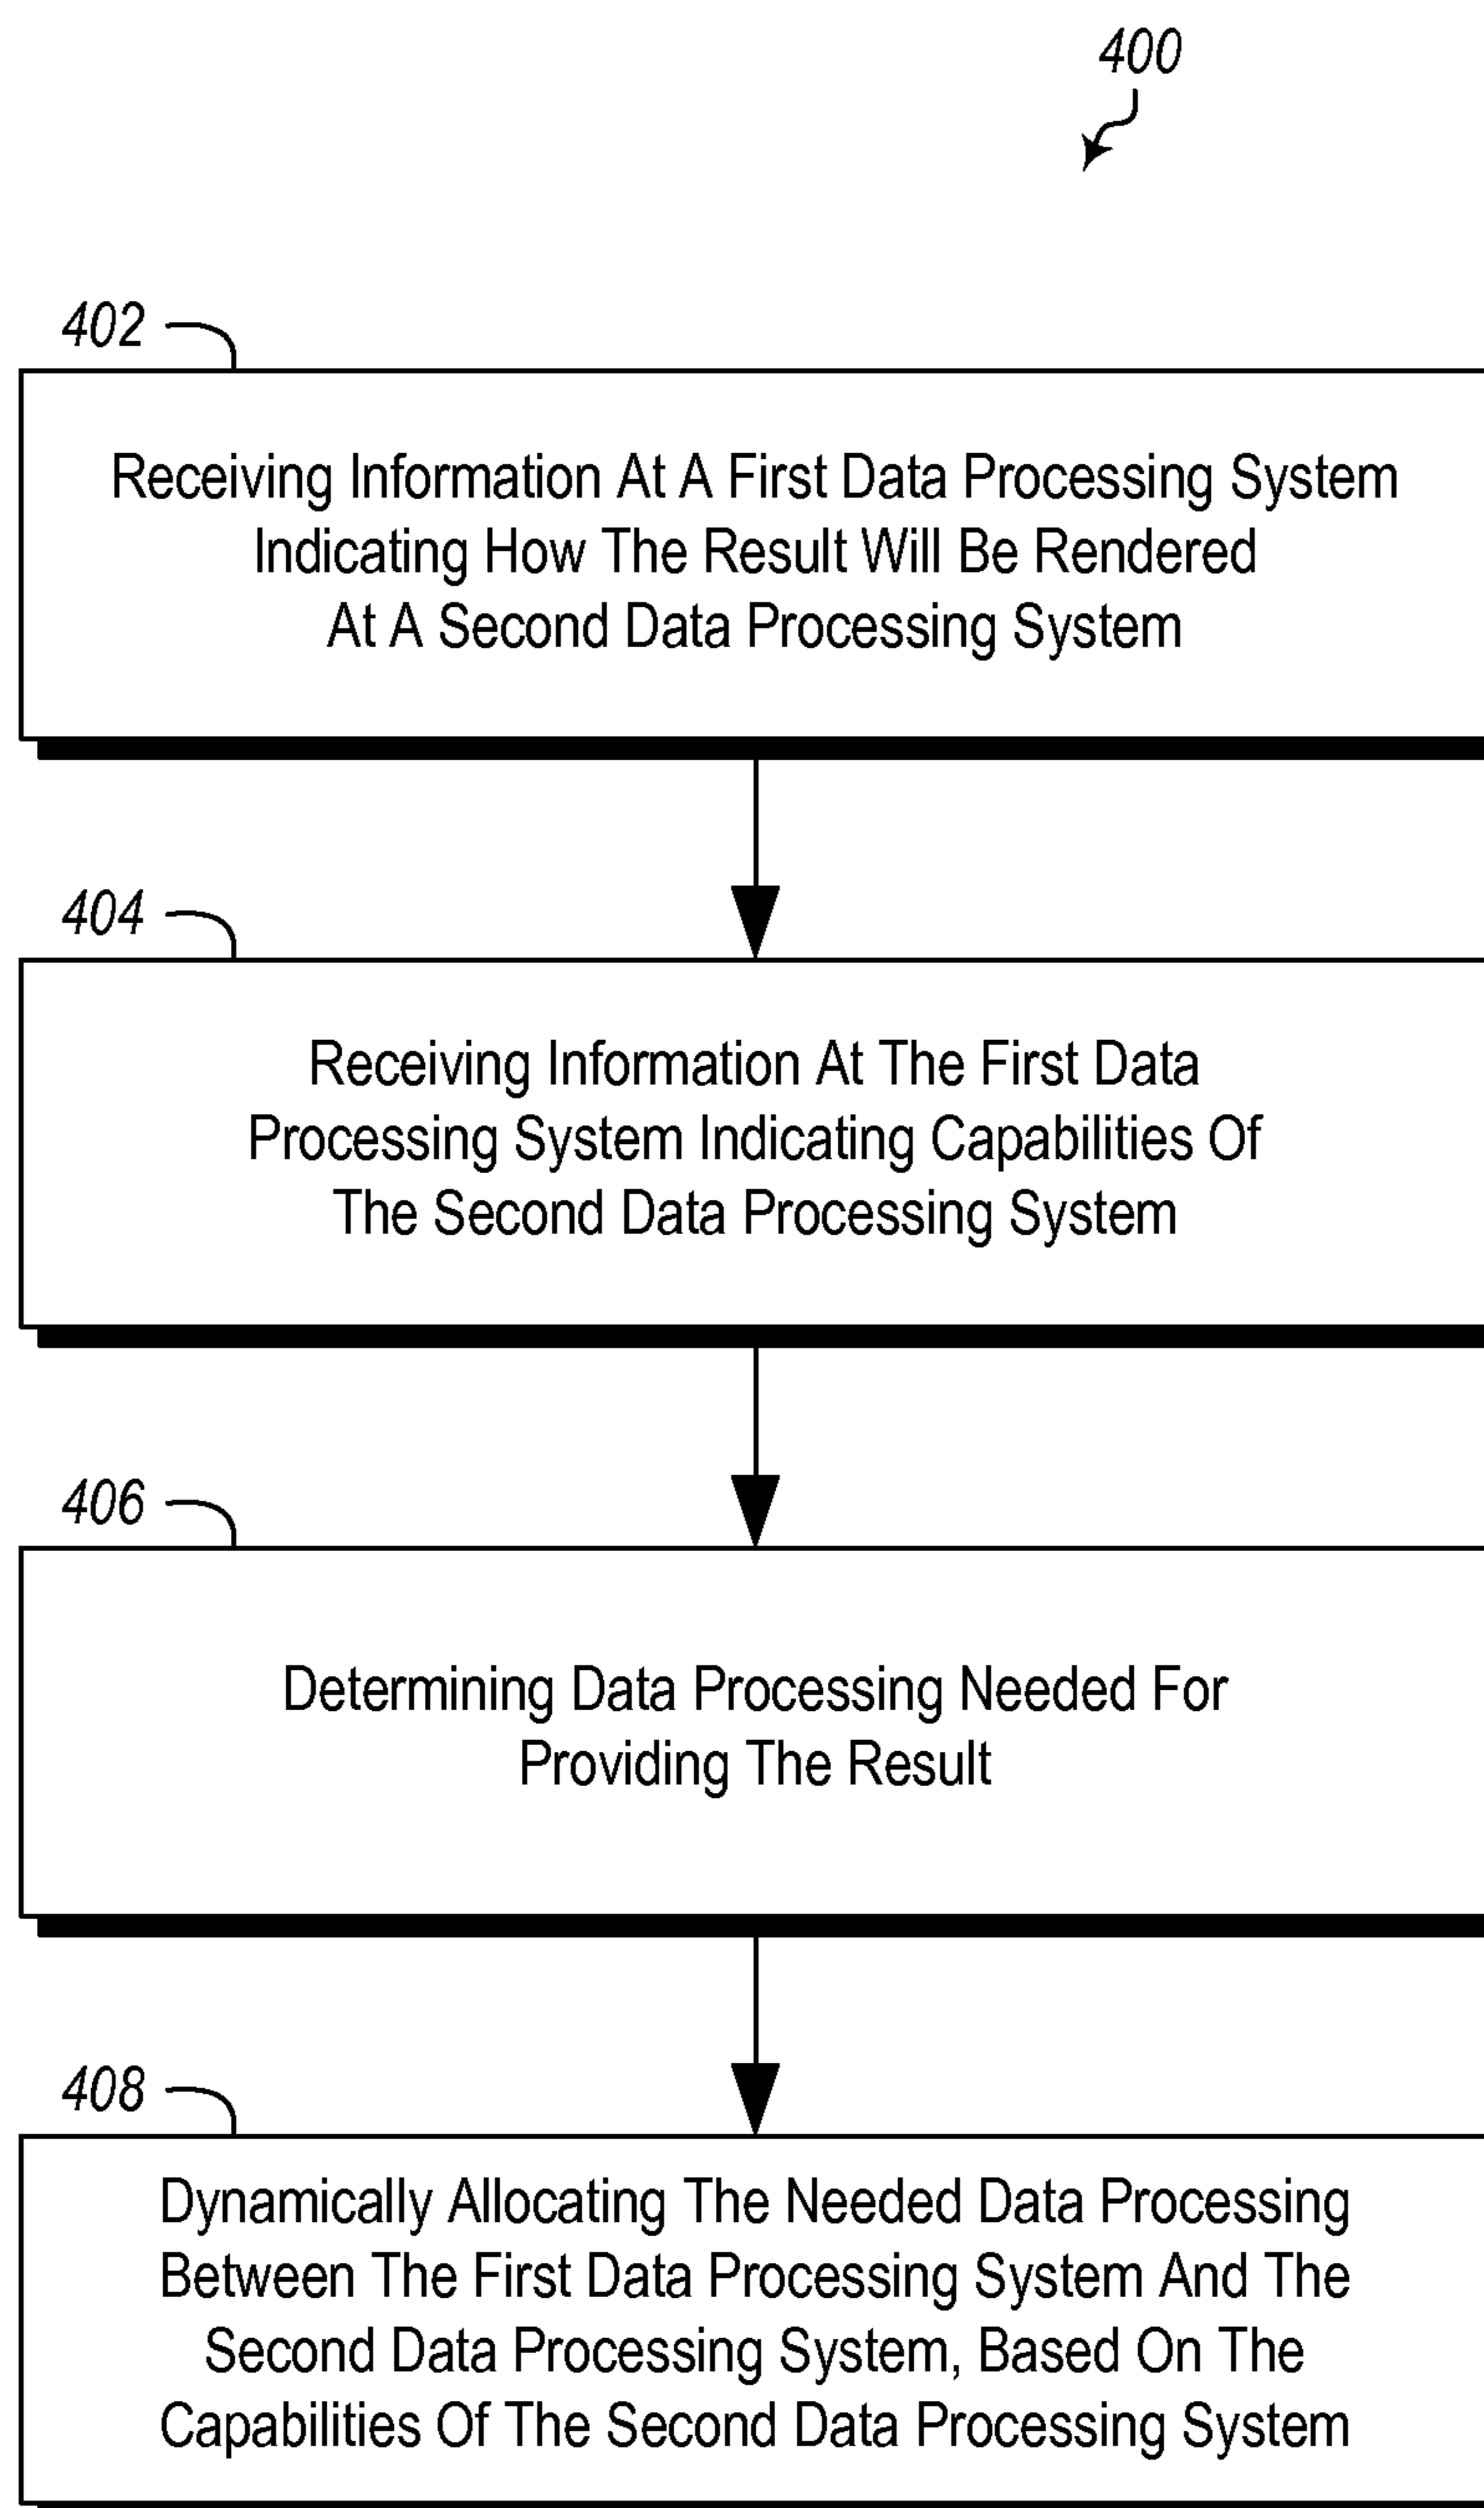 400
402
Receiving Information At A First Data Processing System
Indicating How The Result Will Be Rendered
At A Second Data Processing System
404
Receiving Information At The First Data
Processing System Indicating Capabilities Of
The Second Data Processing System
406
Determining Data Processing Needed For
Providing The Result
408
Dynamically Allocating The Needed Data Processing
Between The First Data Processing System And The
Second Data Processing System, Based On The
Capabilities Of The Second Data Processing System